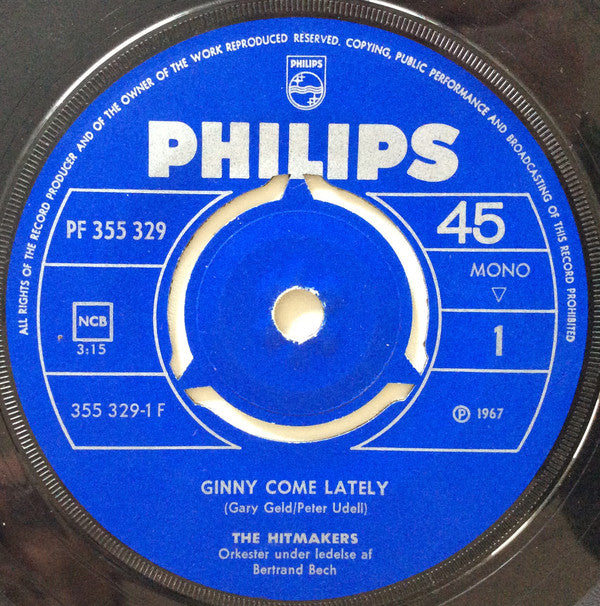 ALL RIGHTS OF THE RECORD PRODUCER AND OF THE OWNER OF THE WORK REPRODUCED RESERVED. COPYING, PUBLIC PERFORMANCE AND BROADCASTING OF THIS RECORD PROHIBITED
PHILIPS
PHILIPS
PF 355 329
45
MONO
NCB
3:15
1
355 329-1 F
Ⓟ 1967
GINNY COME LATELY
(Gary Geld/Peter Udell)
THE HITMAKERS
Orkester under ledelse af
Bertrand Bech